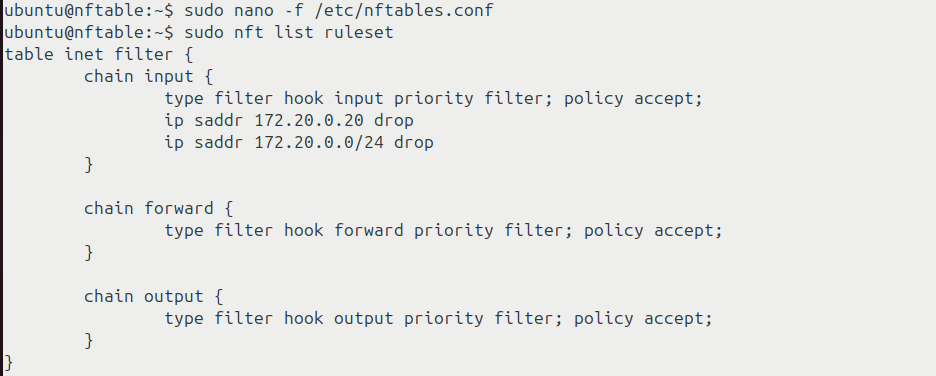 ubuntu@nftable:~$ sudo nano -f /etc/nftables.conf
ubuntu@nftable:~$ sudo nft list ruleset
table inet filter {
        chain input {
                type filter hook input priority filter; policy accept;
                ip saddr 172.20.0.20 drop
                ip saddr 172.20.0.0/24 drop
        }

        chain forward {
                type filter hook forward priority filter; policy accept;
        }

        chain output {
                type filter hook output priority filter; policy accept;
        }
}